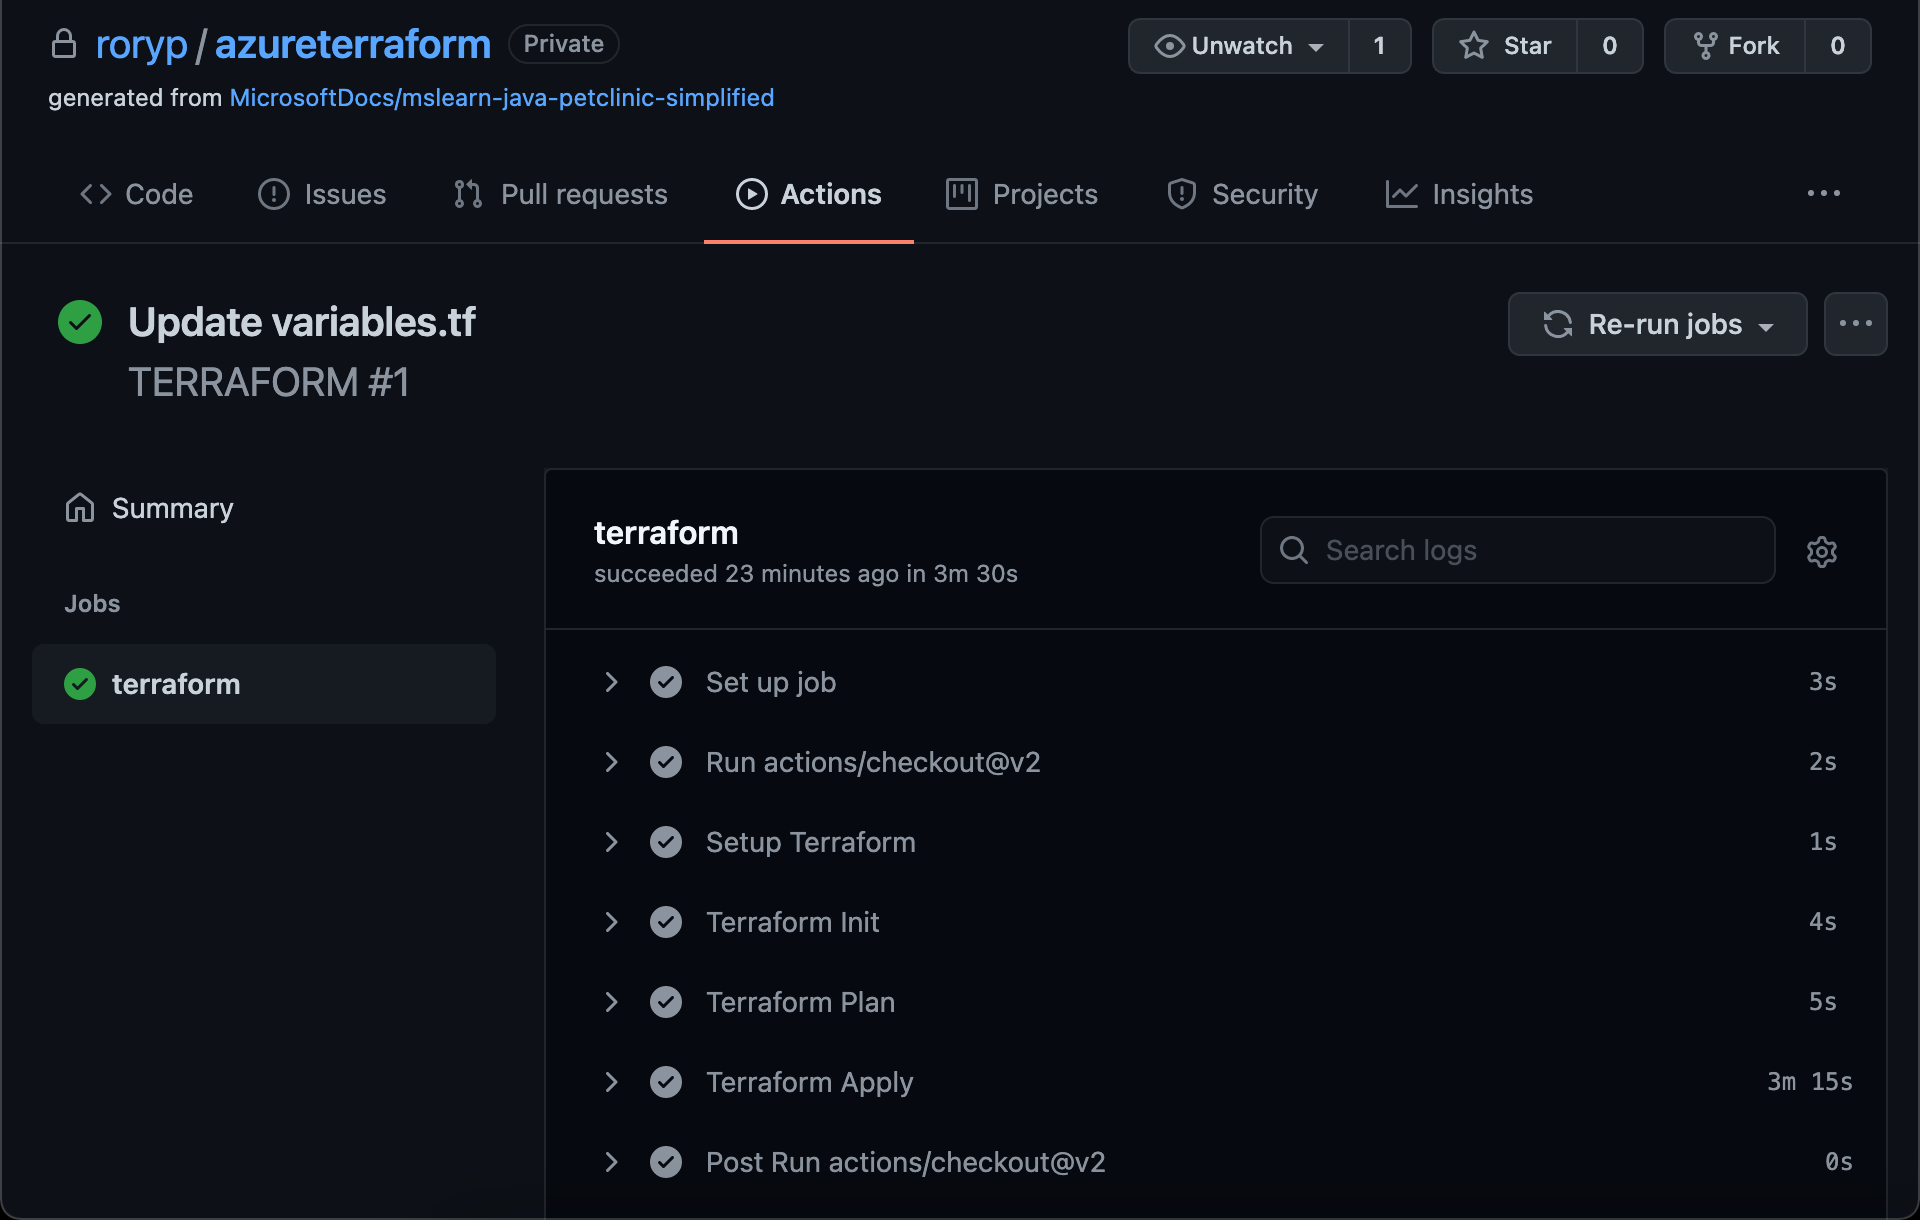 roryp / azureterraform Private Unwatch 1 Star 0 Fork 0
generated from MicrosoftDocs/mslearn-java-petclinic-simplified
Code Issues Pull requests Actions Projects Security Insights
Update variables.tf Re-run jobs
TERRAFORM #1
Summary
Jobs
terraform
terraform
succeeded 23 minutes ago in 3m 30s
Search logs
Set up job 3s
Run actions/checkout@v2 2s
Setup Terraform 1s
Terraform Init 4s
Terraform Plan 5s
Terraform Apply 3m 15s
Post Run actions/checkout@v2 0s